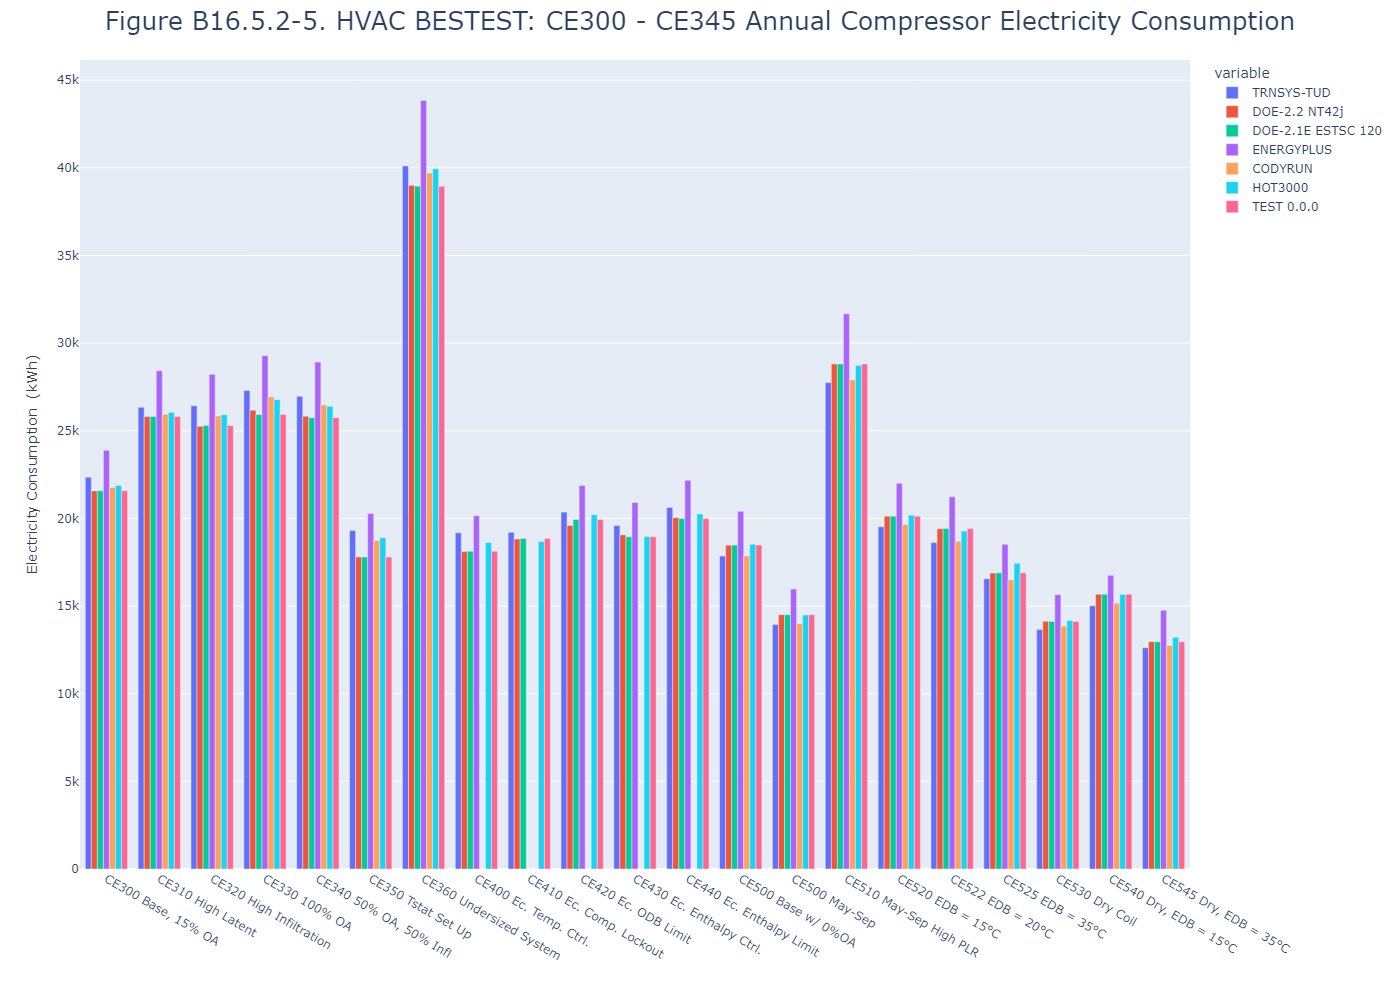 Figure B16.5.2-5. HVAC BESTEST: CE300 - CE345 Annual Compressor Electricity Consumption
variable
TRNSYS-TUD
DOE-2.2 NT42j
DOE-2.1E ESTSC 120
ENERGYPLUS
CODYRUN
HOT3000
TEST 0.0.0
Electricity Consumption (kWh)
45k
40k
35k
30k
25k
20k
15k
10k
5k
0
CE300 Base, 15% OA
CE310 High Latent
CE320 High Infiltration
CE330 100% OA
CE340 50% OA, 50% Infl
CE350 Tstat Set Up
CE360 Undersized System
CE400 Ec. Temp. Ctrl.
CE410 Ec. Comp. Lockout
CE420 Ec. ODB Limit
CE430 Ec. Enthalpy Ctrl.
CE440 Ec. Enthalpy Limit
CE500 Base w/ 0%OA
CE500 May-Sep
CE510 May-Sep High PLR
CE520 EDB = 15°C
CE522 EDB = 20°C
CE525 EDB = 35°C
CE530 Dry Coil
CE540 Dry, EDB = 15°C
CE545 Dry, EDB = 35°C